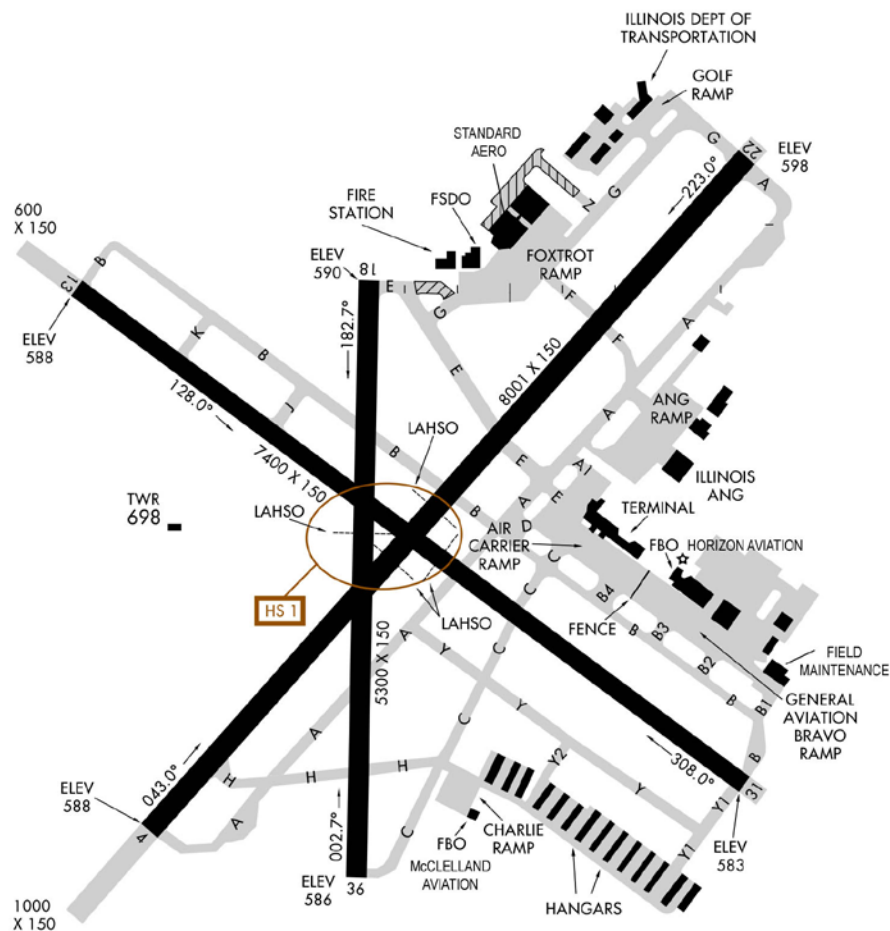 ILLINOIS DEPT OF
TRANSPORTATION
GOLF
RAMP
STANDARD
AERO
G
22
ELEV
598
A
223.0°
G
Z
FIRE
STATION
FSDO
FOXTROT
RAMP
600
X 150
B
ELEV
590
18
E
G
F
F
A
13
ELEV
588
K
B
182.7°
E
8001 X 150
128.0°
J
A
ANG
RAMP
7400 X 150
LAHSO
B
E
A1
ILLINOIS
ANG
TWR
698
LAHSO
B
A
E
D
TERMINAL
AIR
CARRIER
RAMP
C
FBO
HORIZON AVIATION
HS 1
LAHSO
C
B4
FENCE
B
B3
B2
FIELD
MAINTENANCE
A
Y
C
B
B1
GENERAL
AVIATION
BRAVO
RAMP
5300 X 150
A
Y
C
Y2
308.0°
B
043.0°
H
H
H
Y
Y1
31
ELEV
588
4
A
002.7°
C
FBO
McCLELLAND
AVIATION
CHARLIE
RAMP
Y1
ELEV
583
ELEV
586
36
HANGARS
1000
X 150